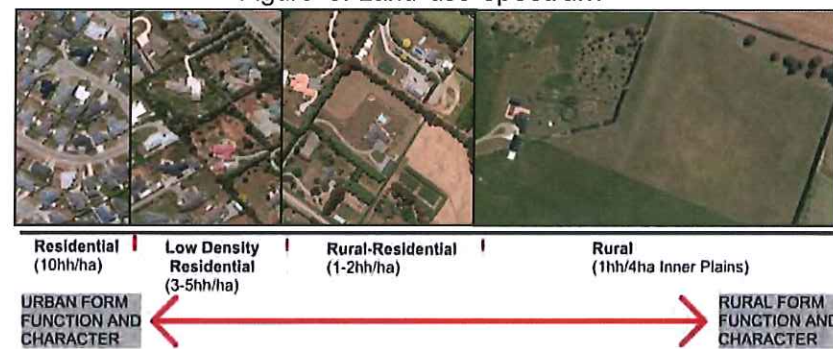 Residential
(10hh/ha)
Low Density
Residential
(3-5hh/ha)
Rural-Residential
(1-2hh/ha)
Rural
(1hh/4ha Inner Plains)
URBAN FORM
FUNCTION AND
CHARACTER
RURAL FORM
FUNCTION AND
CHARACTER